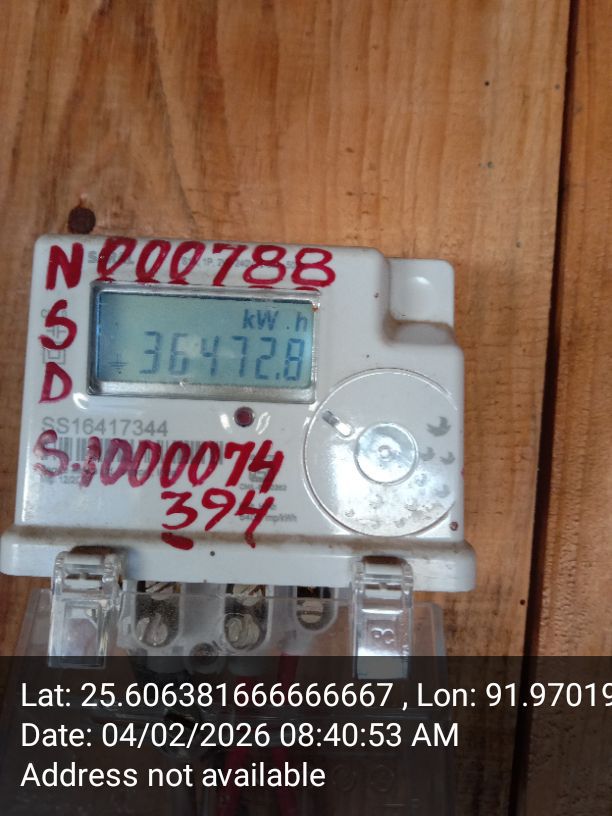 N 000788
S
D
kW.h
36472.8
SS16417344
S.1000074
394
Lat: 25.606381666666667 , Lon: 91.97019
Date: 04/02/2026 08:40:53 AM
Address not available